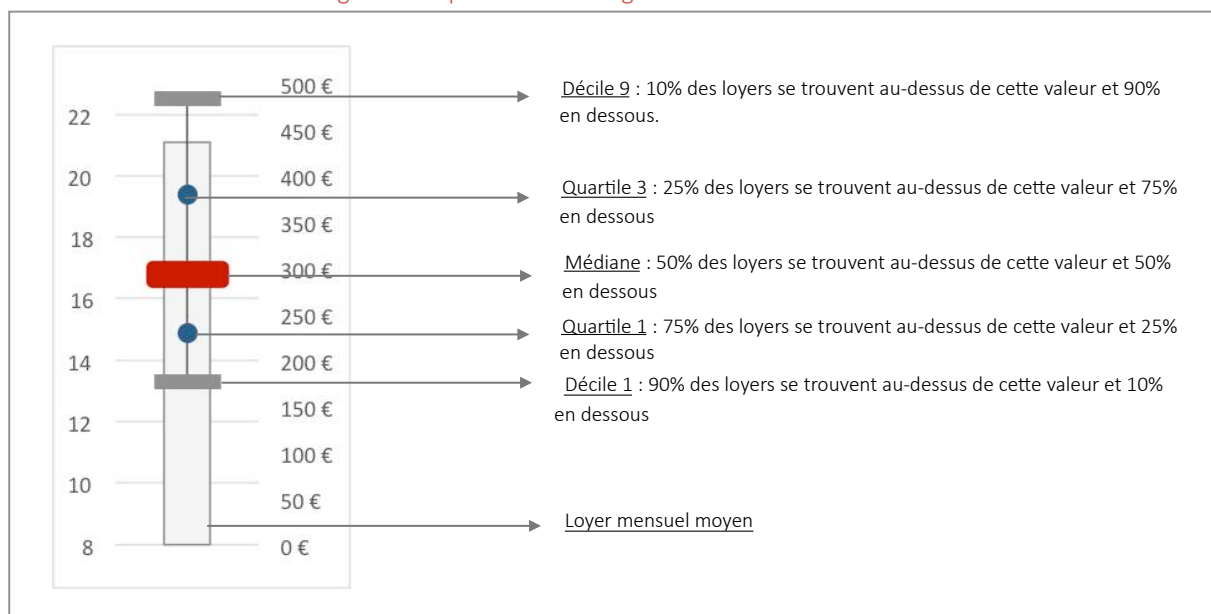 500 €
Décile 9 : 10% des loyers se trouvent au-dessus de cette valeur et 90%
en dessous.
22
450 €
20
400 €
Quartile 3 : 25% des loyers se trouvent au-dessus de cette valeur et 75%
en dessous
350 €
18
300 €
Médiane : 50% des loyers se trouvent au-dessus de cette valeur et 50%
en dessous
16
250 €
Quartile 1 : 75% des loyers se trouvent au-dessus de cette valeur et 25%
en dessous
14
200 €
Décile 1 : 90% des loyers se trouvent au-dessus de cette valeur et 10%
en dessous
150 €
12
100 €
10
50 €
Loyer mensuel moyen
8
0 €